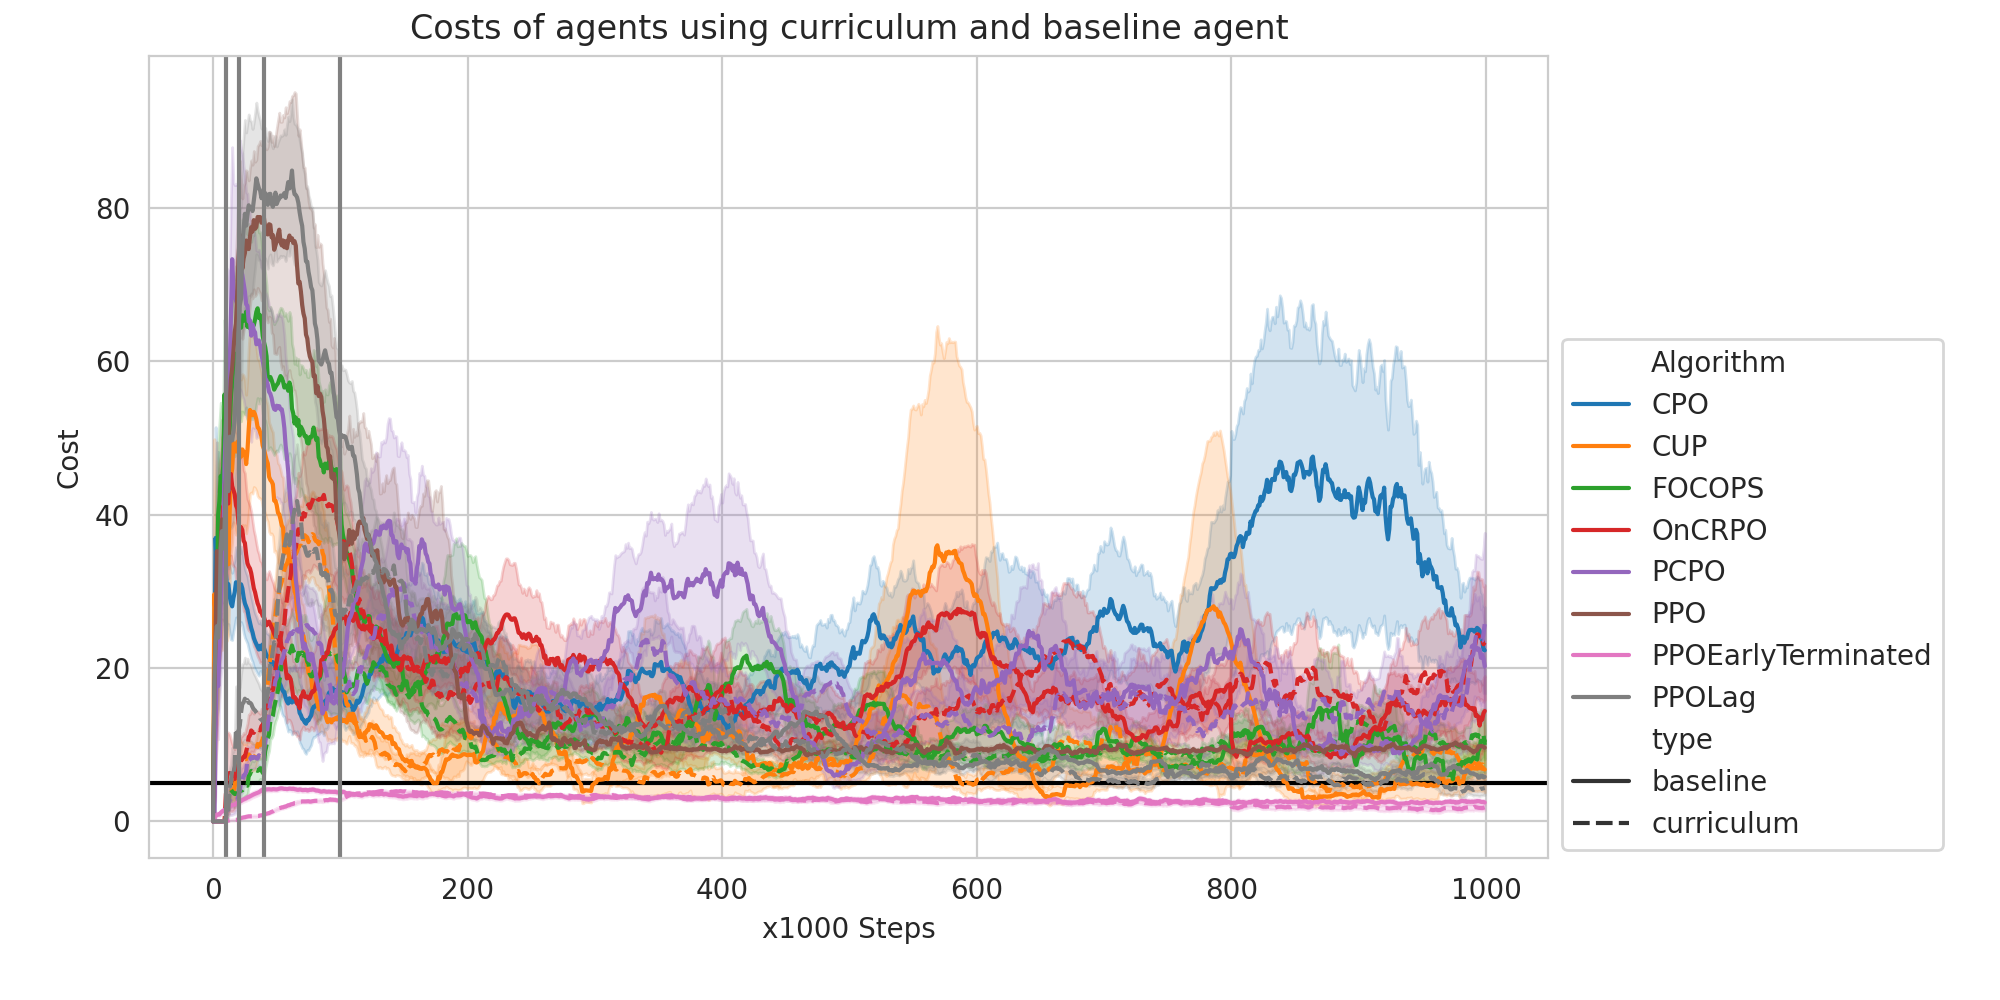 Costs of agents using curriculum and baseline agent
80
60
40
20
0
Cost
0 200 400 600 800 1000
x1000 Steps
Algorithm
CPO
CUP
FOCOPS
OnCRPO
PCPO
PPO
PPOEarlyTerminated
PPOLag
type
baseline
curriculum